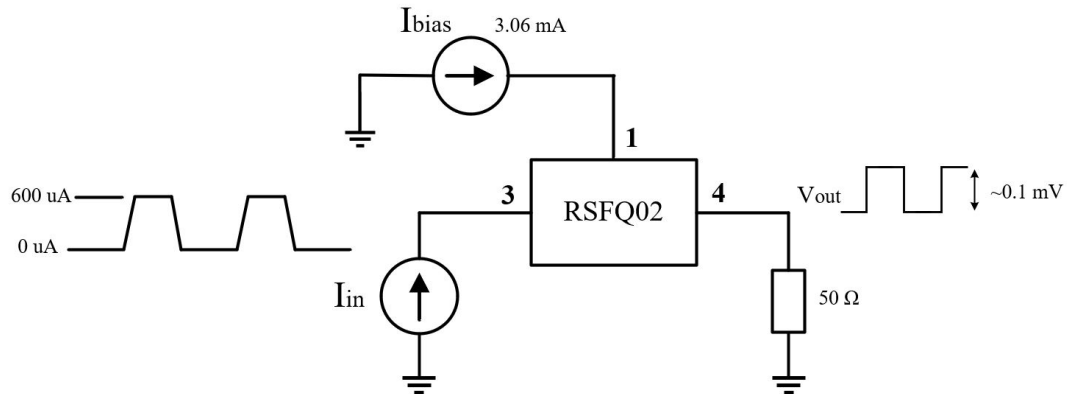 Ibias 3.06 mA
1
600 uA
0 uA
3
RSFQ02
4
Vout
~0.1 mV
Iin
50 Ω